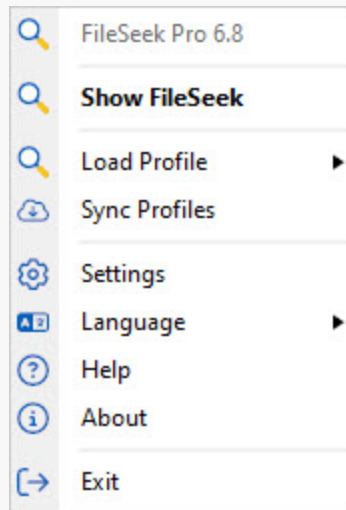 FileSeek Pro 6.8
Show FileSeek
Load Profile
Sync Profiles
Settings
Language
Help
About
Exit